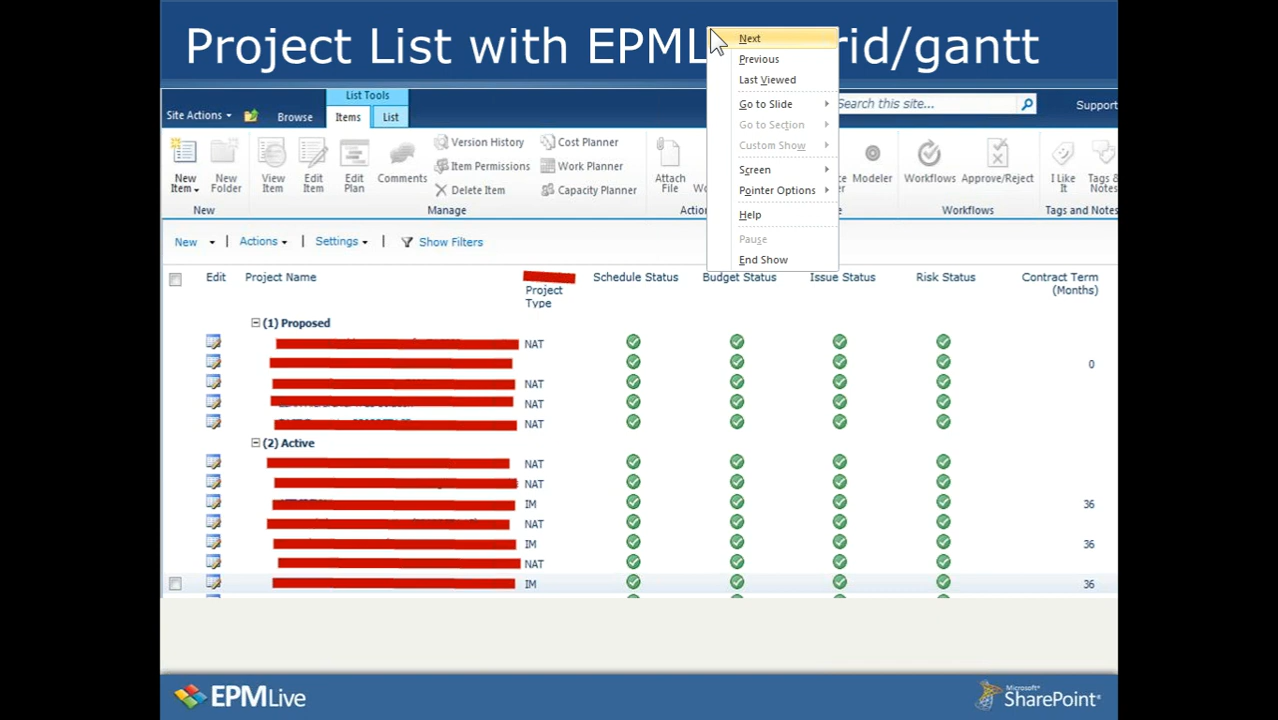 Project List with EPML rid/gantt
Next
Previous
Last Viewed
Go to Slide
Go to Section
Custom Show
Screen
Pointer Options
Help
Pause
End Show
List Tools
Site Actions
Browse
Items
List
Search this site...
Support
New Item
New Folder
View Item
Edit Item
Edit Plan
Comments
Version History
Item Permissions
Delete Item
Cost Planner
Work Planner
Capacity Planner
Attach File
Modeler
Workflows
Approve/Reject
I Like It
Tags & Notes
New
Manage
Workflows
Tags and Notes
New Actions Settings Show Filters
Edit Project Name Project Type Schedule Status Budget Status Issue Status Risk Status Contract Term (Months)
(1) Proposed
NAT
0
NAT
NAT
NAT
(2) Active
NAT
NAT
IM 36
NAT
IM 36
NAT
IM 36
EPMLive
Microsoft
SharePoint